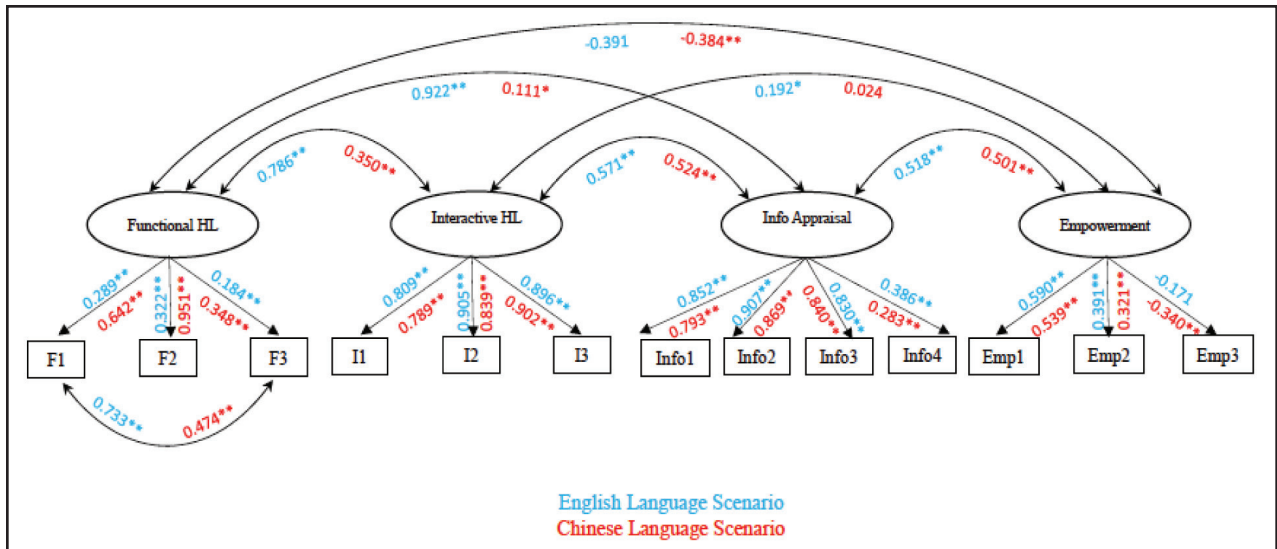 -0.391 -0.384**
0.922** 0.111* 0.192* 0.024
0.786** 0.350** 0.571** 0.524** 0.518** 0.501**
Functional HL Interactive HL Info Appraisal Empowerment
0.289** 0.642** 0.322** 0.951** 0.184** 0.348** 0.809** 0.789** 0.905** 0.839** 0.896** 0.902** 0.852** 0.793** 0.907** 0.869** 0.830** 0.840** 0.386** 0.283** 0.590** 0.539** 0.391** 0.321** -0.171 -0.340**
F1 F2 F3 I1 I2 I3 Info1 Info2 Info3 Info4 Emp1 Emp2 Emp3
0.733** 0.474**
English Language Scenario
Chinese Language Scenario